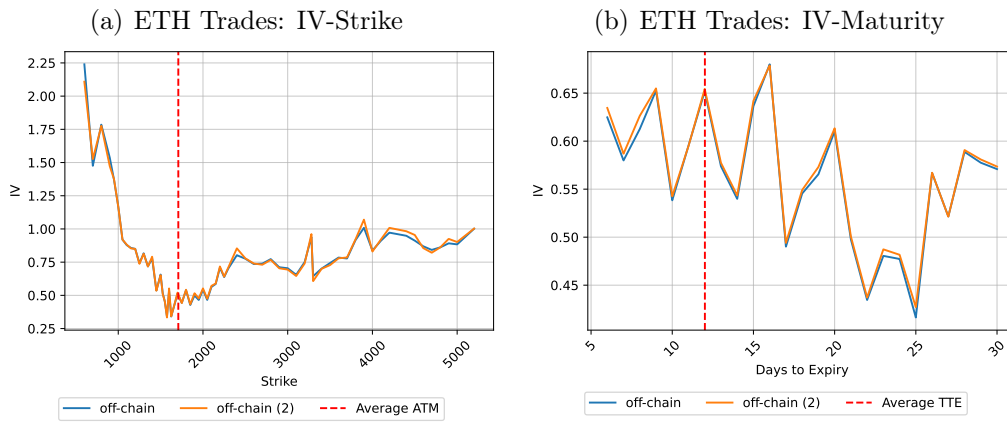 (a) ETH Trades: IV-Strike
2.25
2.00
1.75
1.50
1.25
1.00
0.75
0.50
0.25
IV
1000
2000
3000
4000
5000
Strike
off-chain
off-chain (2)
Average ATM
(b) ETH Trades: IV-Maturity
0.65
0.60
0.55
0.50
0.45
IV
5
10
15
20
25
30
Days to Expiry
off-chain
off-chain (2)
Average TTE